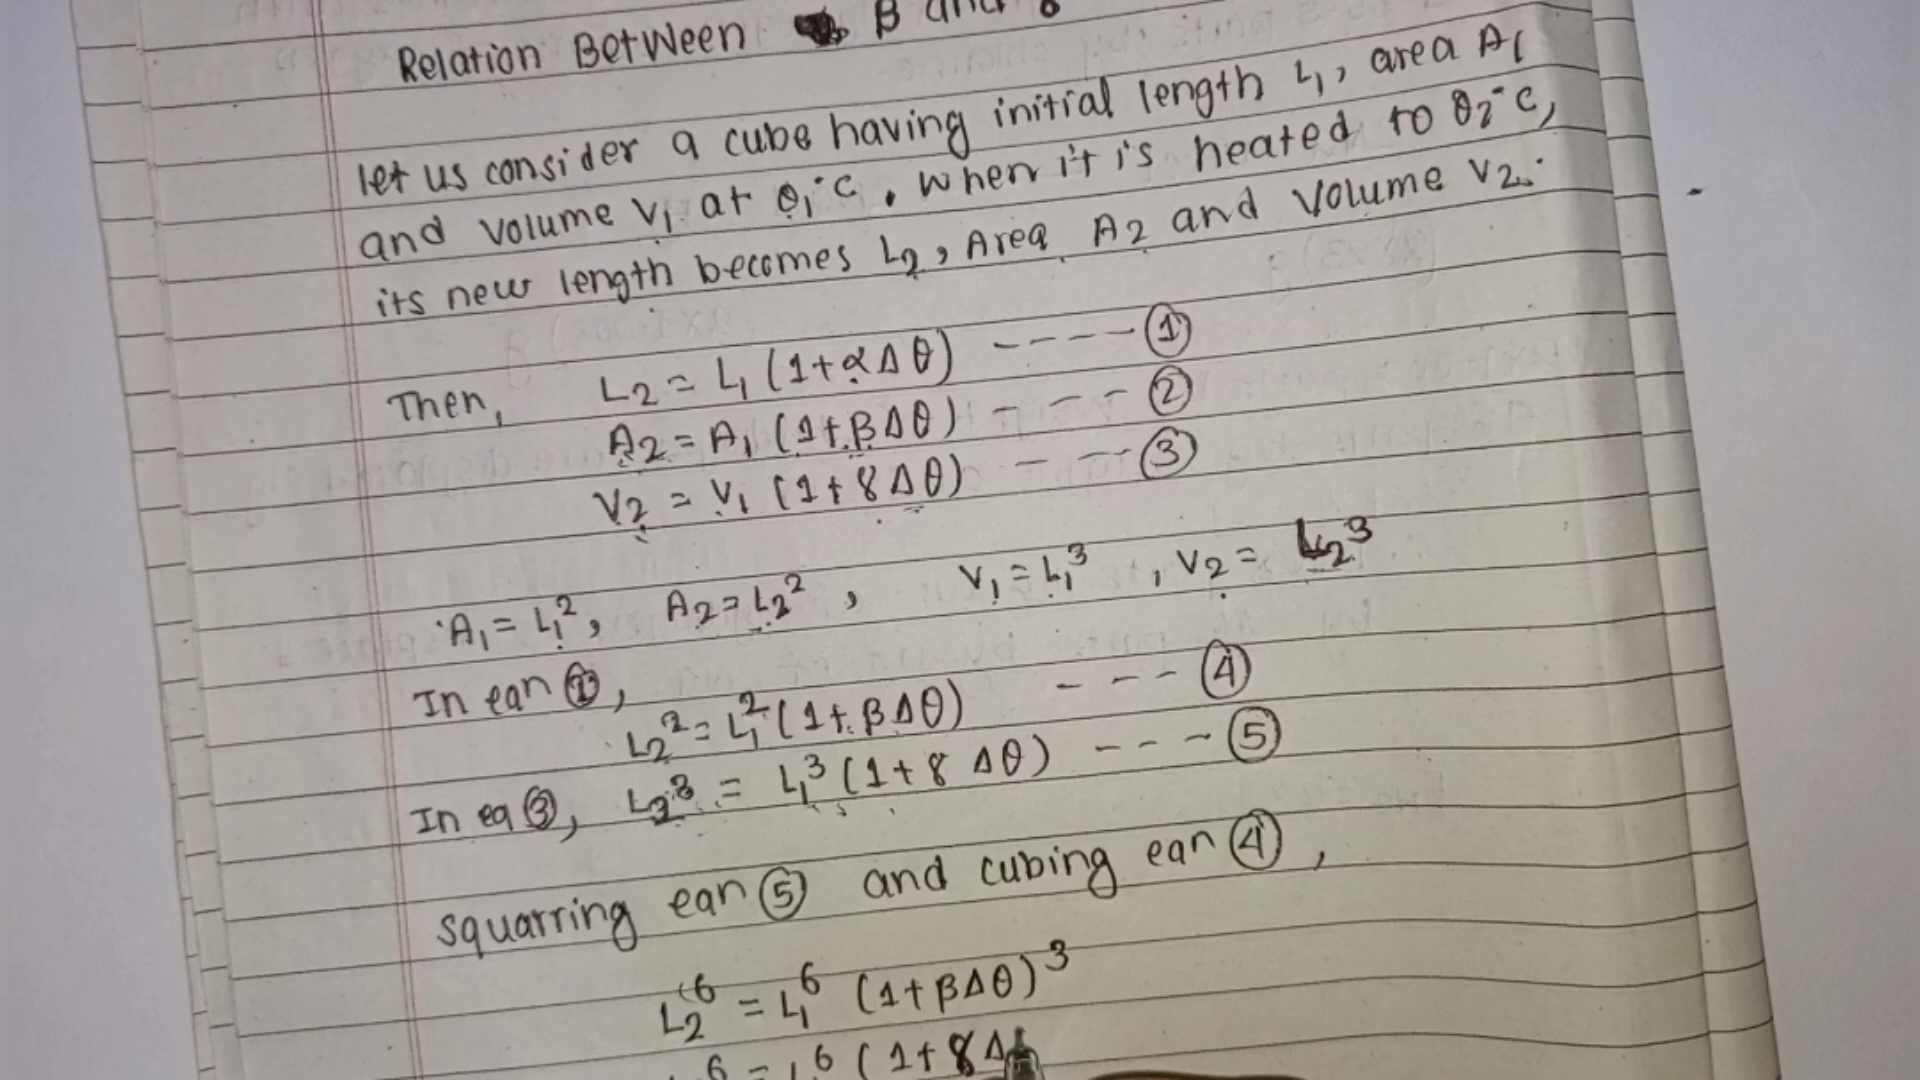 Relation Between β and γ
let us consider a cube having initial length L₁, area A₁
and volume V₁ at θ₁°C. When it is heated to θ₂°C,
its new length becomes L₂, Area A₂ and Volume V₂.
Then, L₂ = L₁ (1+αΔθ) ---- ①
A₂ = A₁ (1+βΔθ) ---- ②
V₂ = V₁ (1+γΔθ) ---- ③
A₁ = L₁², A₂ = L₂², V₁ = L₁³, V₂ = L₂³
In eqn ②,
L₂² = L₁² (1+βΔθ) --- ④
In eq ③, L₂³ = L₁³ (1+γΔθ) --- ⑤
squarring eqn ⑤ and cubing eqn ④,
L₂⁶ = L₁⁶ (1+βΔθ)³
⁶ = L₁⁶ (1+γΔ